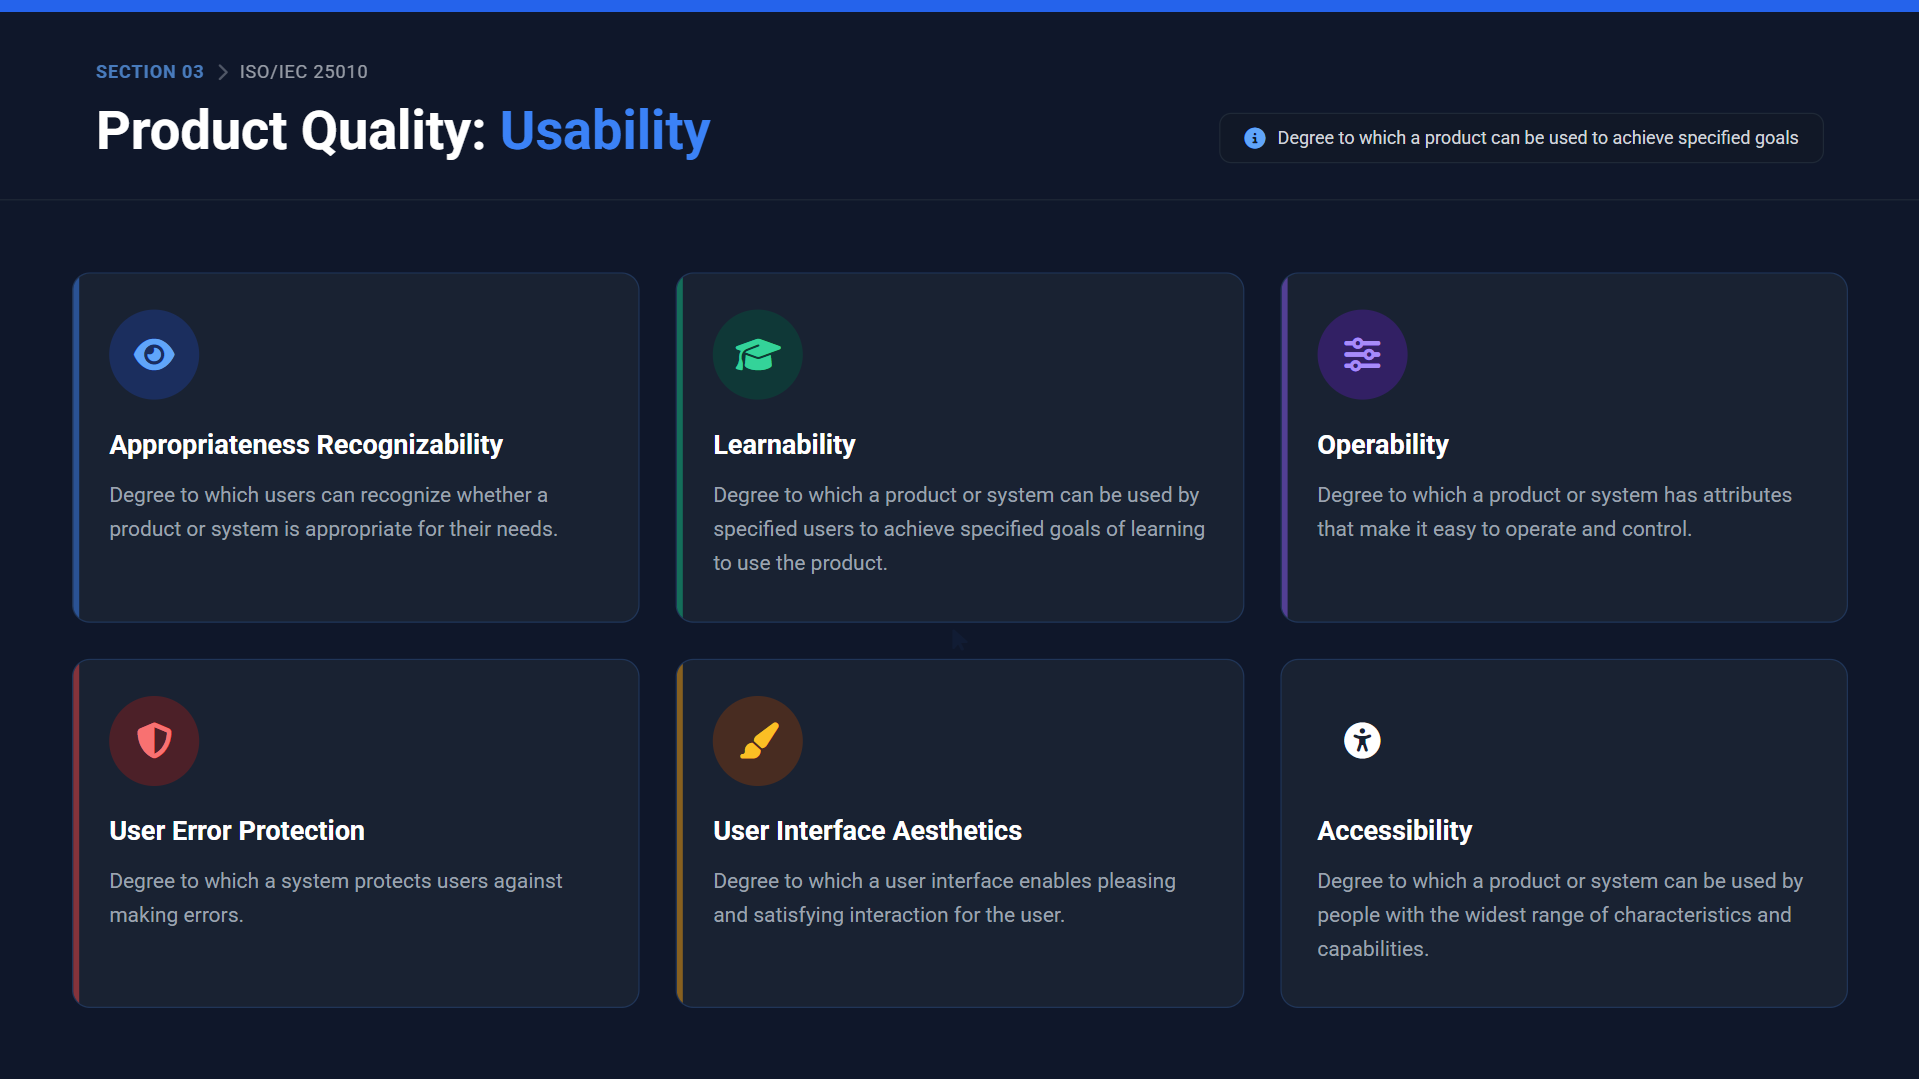 SECTION 03 > ISO/IEC 25010
Product Quality: Usability
Degree to which a product can be used to achieve specified goals
Appropriateness Recognizability
Degree to which users can recognize whether a
product or system is appropriate for their needs.
Learnability
Degree to which a product or system can be used by
specified users to achieve specified goals of learning
to use the product.
Operability
Degree to which a product or system has attributes
that make it easy to operate and control.
User Error Protection
Degree to which a system protects users against
making errors.
User Interface Aesthetics
Degree to which a user interface enables pleasing
and satisfying interaction for the user.
Accessibility
Degree to which a product or system can be used by
people with the widest range of characteristics and
capabilities.